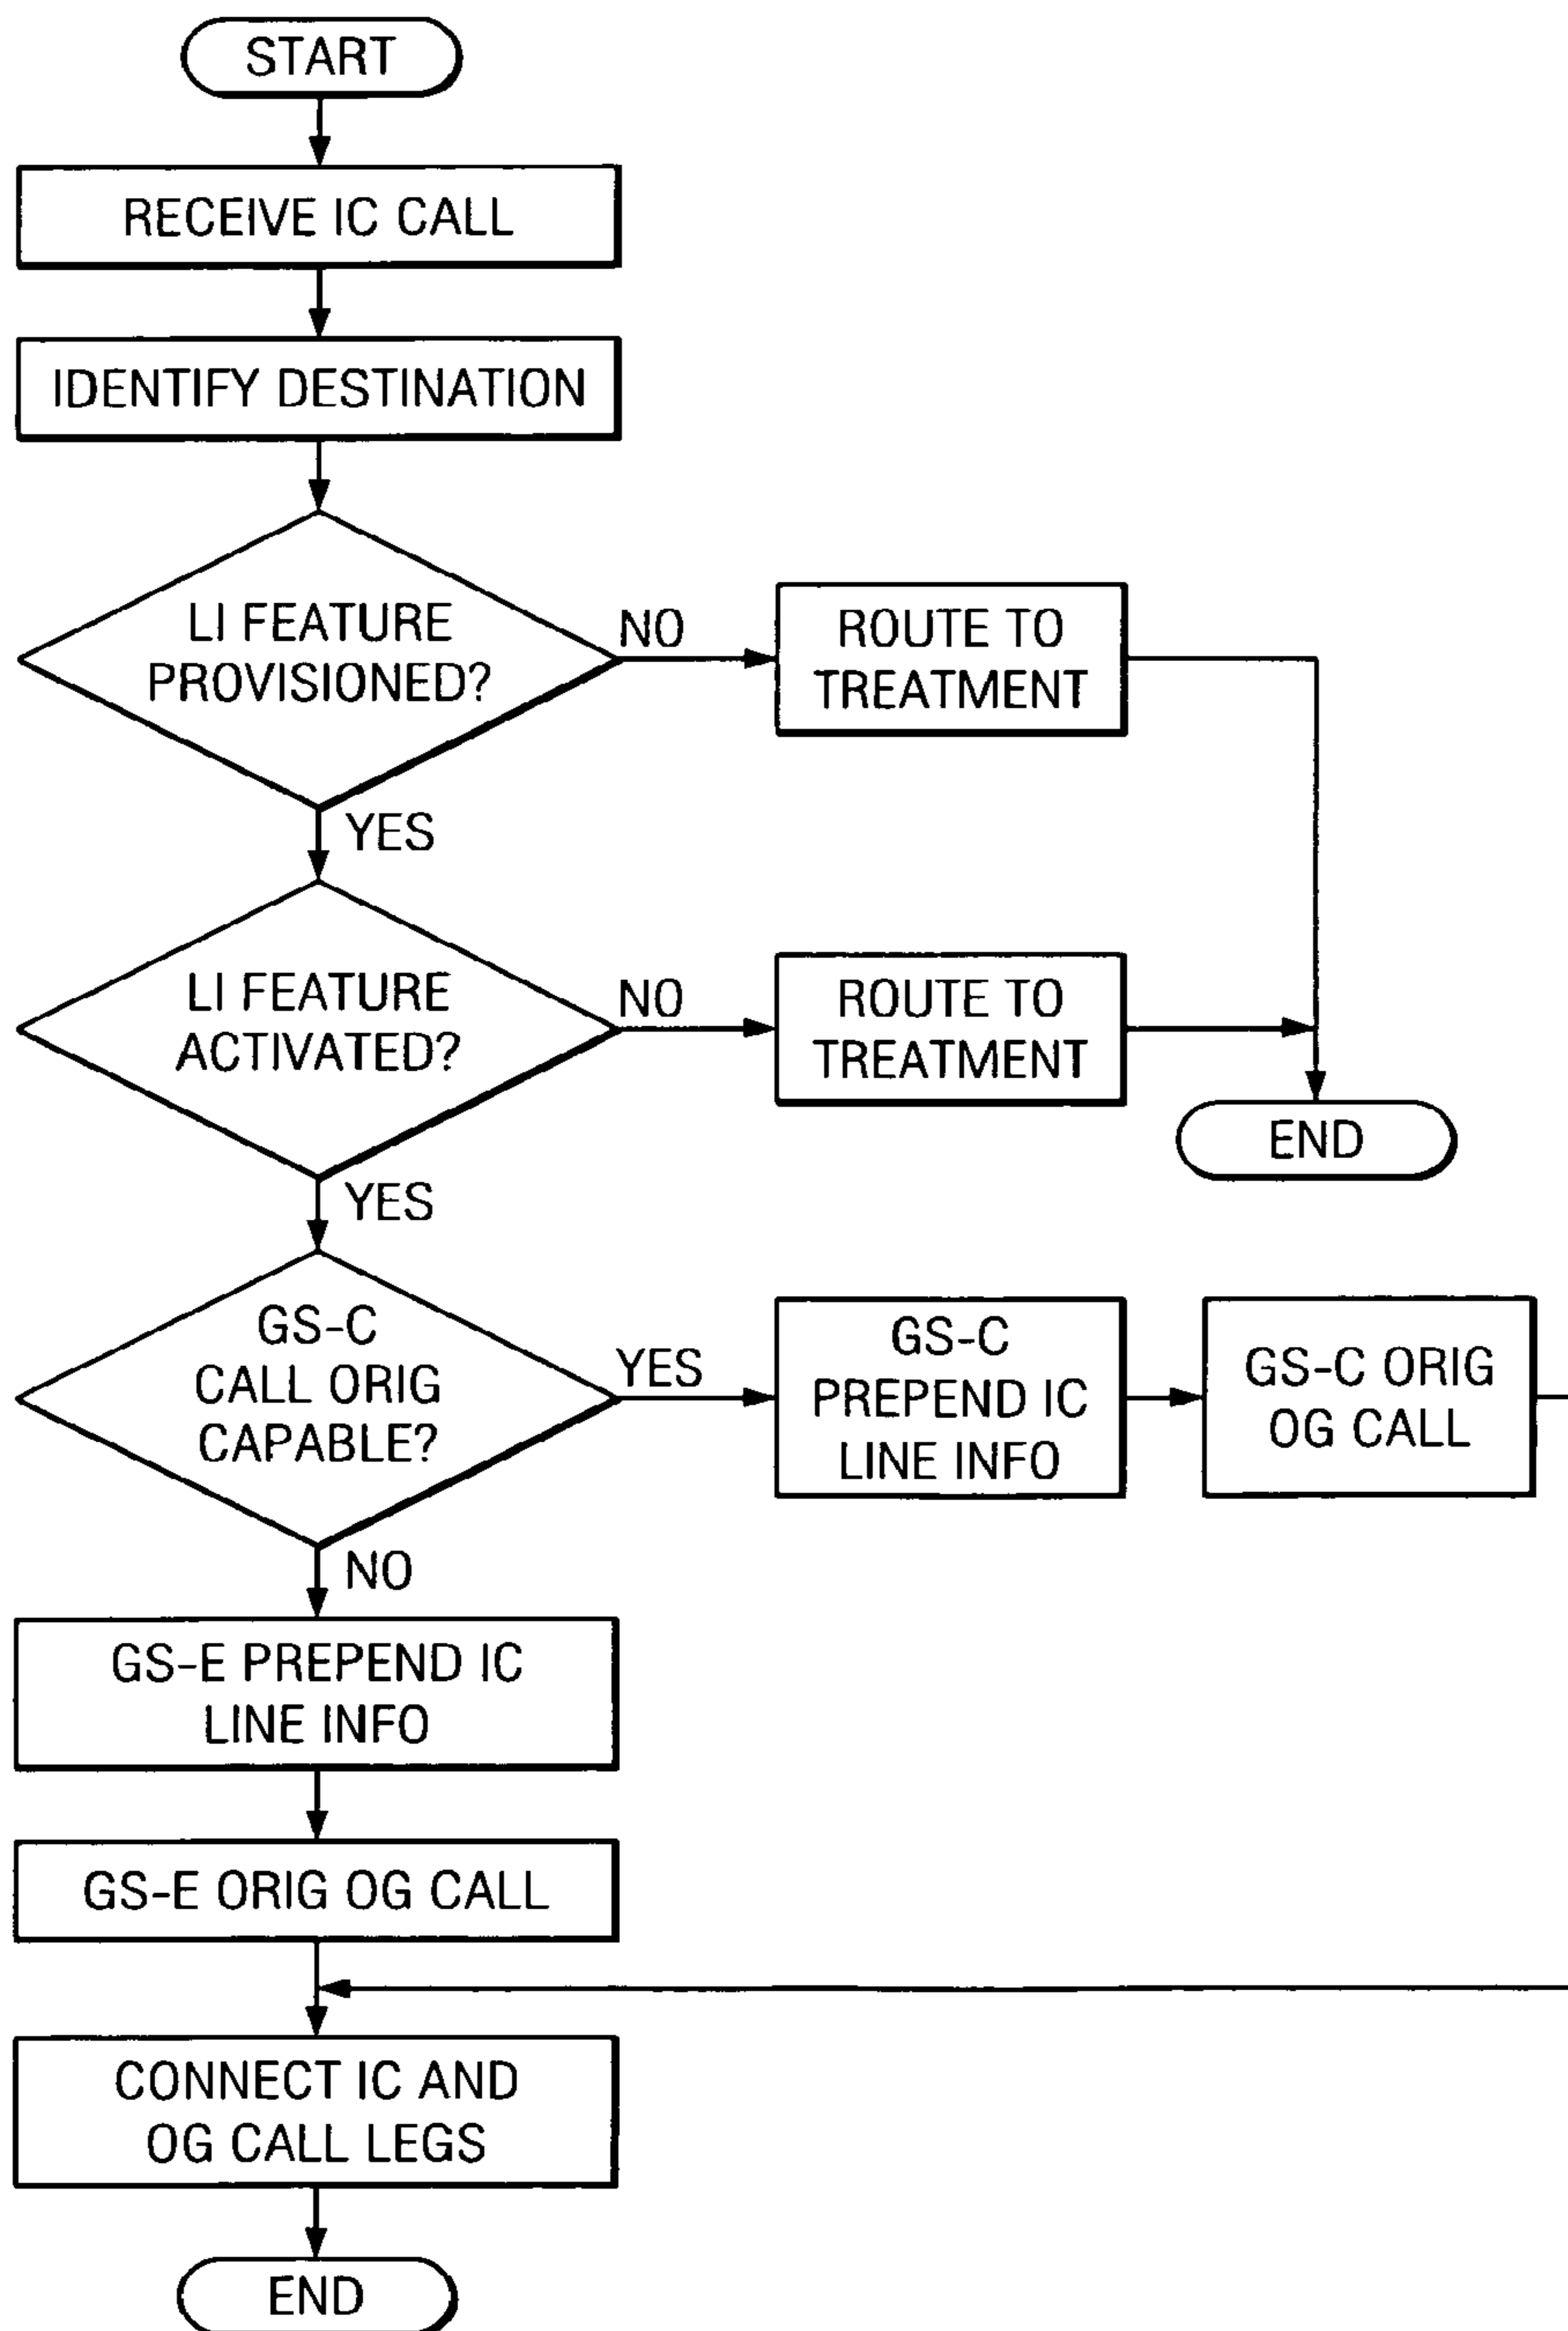 START
RECEIVE IC CALL
IDENTIFY DESTINATION
LI FEATURE
PROVISIONED?
NO
ROUTE TO
TREATMENT
YES
LI FEATURE
ACTIVATED?
NO
ROUTE TO
TREATMENT
END
YES
GS-C
CALL ORIG
CAPABLE?
YES
GS-C
PREPEND IC
LINE INFO
GS-C ORIG
OG CALL
NO
GS-E PREPEND IC
LINE INFO
GS-E ORIG OG CALL
CONNECT IC AND
OG CALL LEGS
END